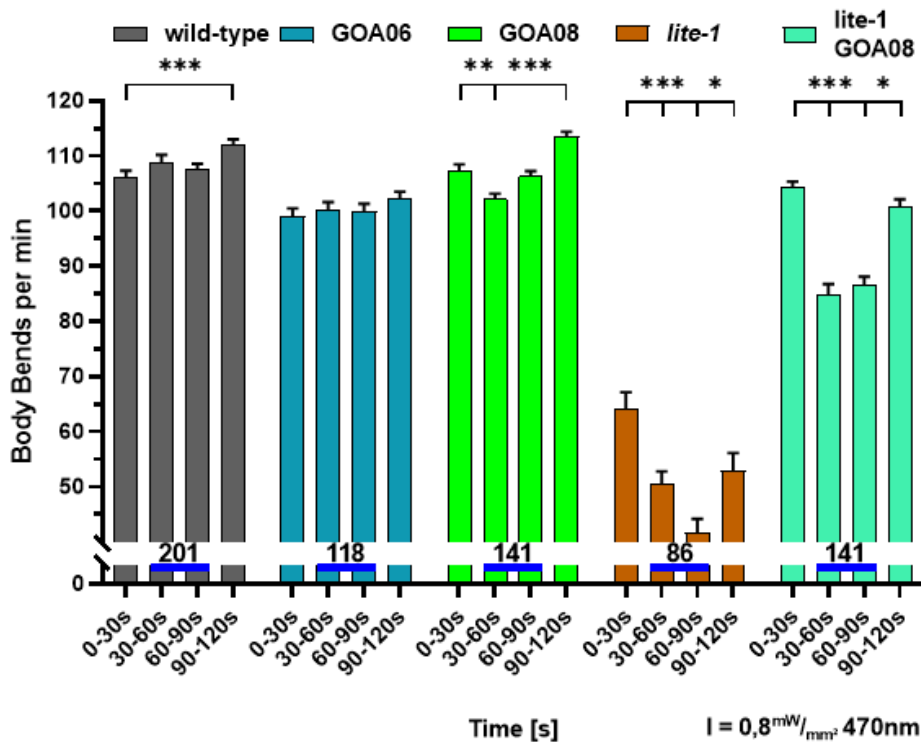 wild-type GOA06 GOA08 lite-1 lite-1 GOA08
*** ** *** *** * *** *
120
110
100
90
80
70
60
50
0
Body Bends per min
201 118 141 86 141
0-30s 30-60s 60-90s 90-120s 0-30s 30-60s 60-90s 90-120s 0-30s 30-60s 60-90s 90-120s 0-30s 30-60s 60-90s 90-120s 0-30s 30-60s 60-90s 90-120s
Time [s] I = 0,8mW/mm² 470nm